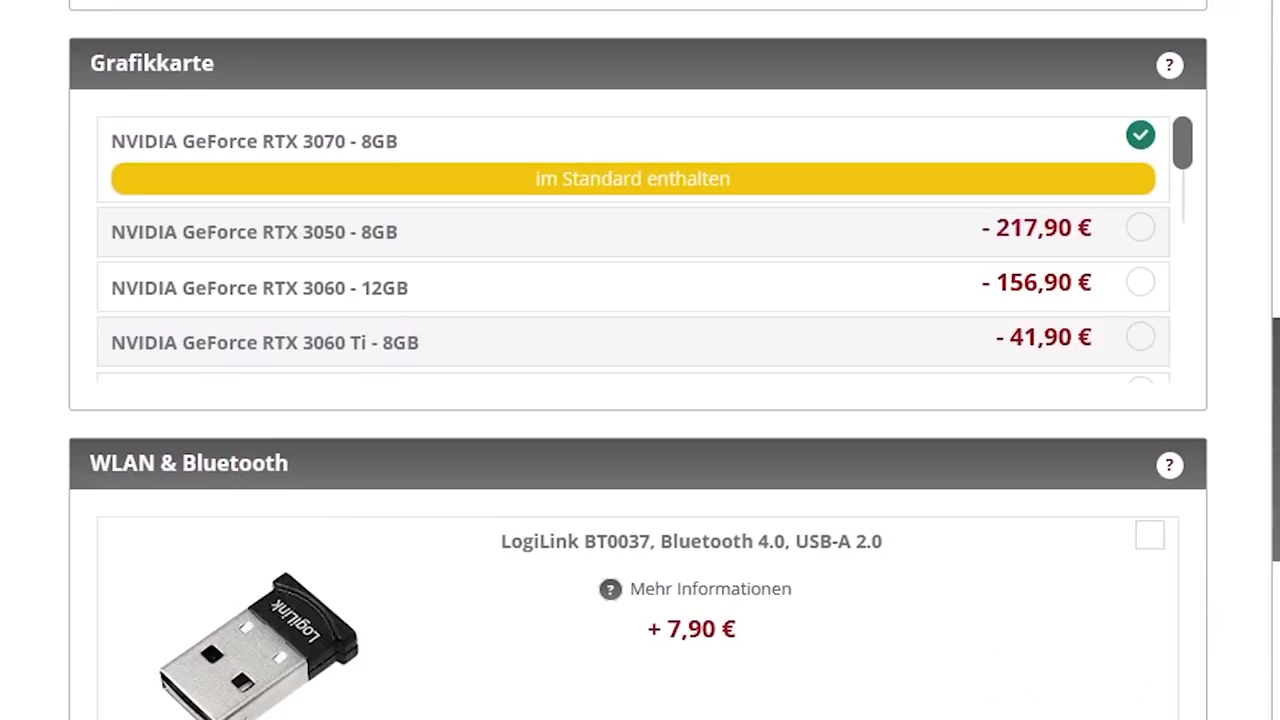 Grafikkarte
?
NVIDIA GeForce RTX 3070 - 8GB
im Standard enthalten
NVIDIA GeForce RTX 3050 - 8GB
- 217,90 €
NVIDIA GeForce RTX 3060 - 12GB
- 156,90 €
NVIDIA GeForce RTX 3060 Ti - 8GB
- 41,90 €
WLAN & Bluetooth
?
LogiLink BT0037, Bluetooth 4.0, USB-A 2.0
? Mehr Informationen
+ 7,90 €
LogiLink